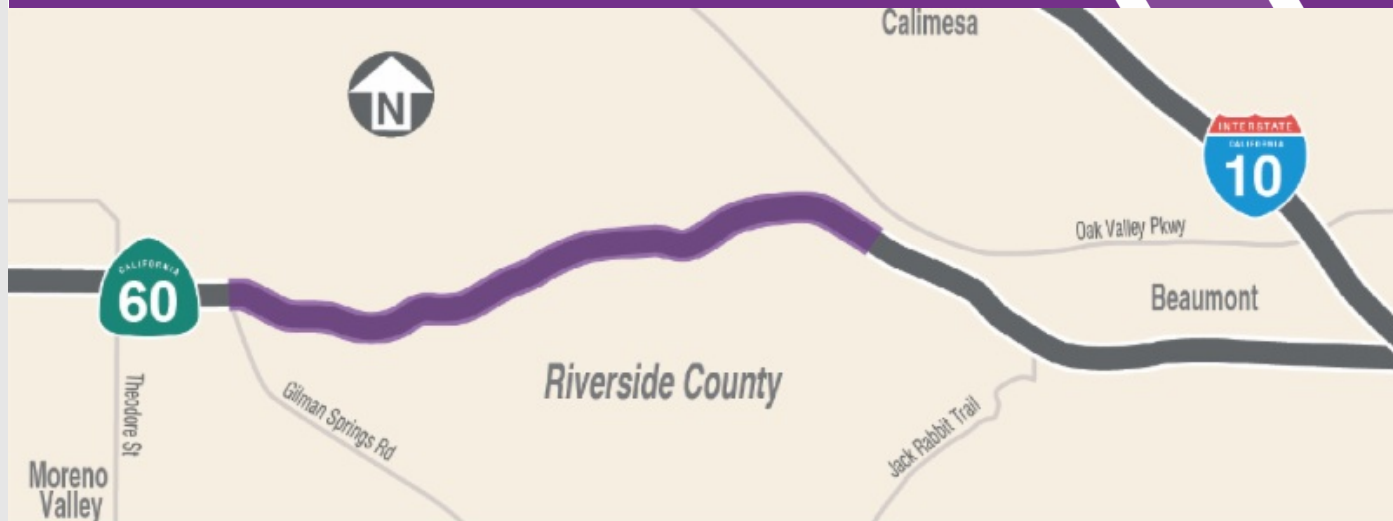 Calimesa
N
INTERSTATE
CALIFORNIA
10
Oak Valley Pkwy
CALIFORNIA
60
Beaumont
Riverside County
Theodore St
Gilman Springs Rd
Jack Rabbit Trail
Moreno
Valley